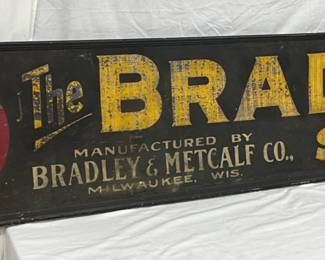 The BRAD
MANUFACTURED BY
BRADLEY & METCALF CO.,
MILWAUKEE, WIS.
S